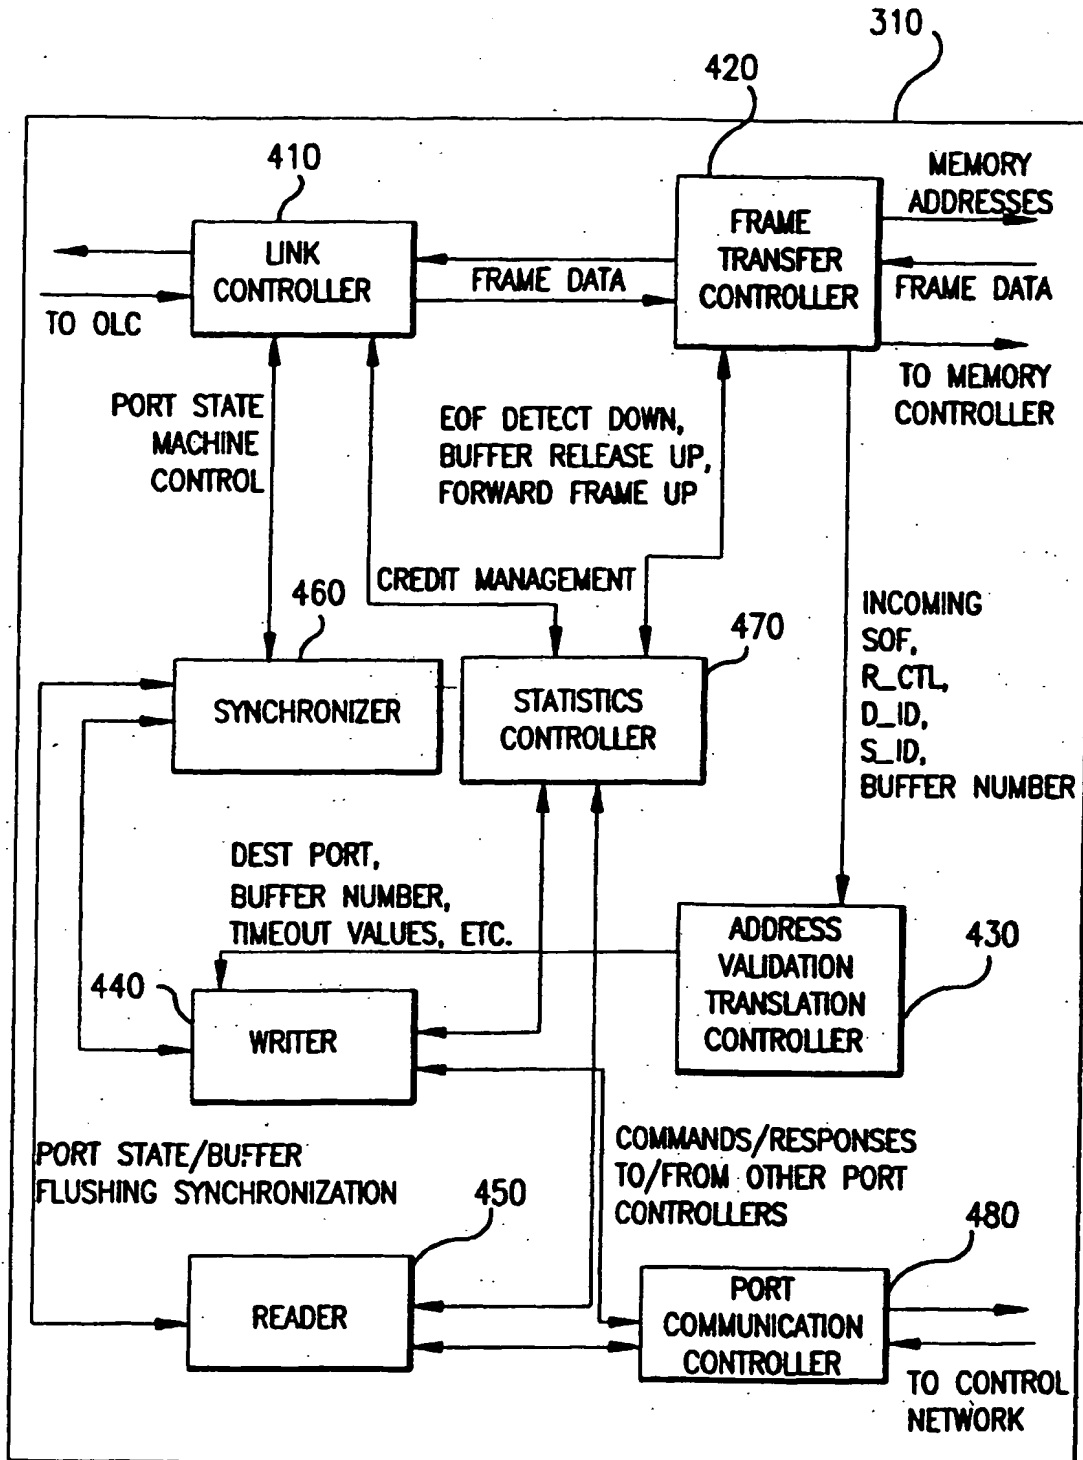 310
420
410
MEMORY
ADDRESSES
LINK
CONTROLLER
FRAME
TRANSFER
CONTROLLER
FRAME DATA
FRAME DATA
TO OLC
TO MEMORY
CONTROLLER
PORT STATE
MACHINE
CONTROL
EOF DETECT DOWN,
BUFFER RELEASE UP,
FORWARD FRAME UP
CREDIT MANAGEMENT
460
470
INCOMING
SOF,
R_CTL,
D_ID,
S_ID,
BUFFER NUMBER
SYNCHRONIZER
STATISTICS
CONTROLLER
DEST PORT,
BUFFER NUMBER,
TIMEOUT VALUES, ETC.
ADDRESS
VALIDATION
TRANSLATION
CONTROLLER
430
440
WRITER
PORT STATE/BUFFER
FLUSHING SYNCHRONIZATION
COMMANDS/RESPONSES
TO/FROM OTHER PORT
CONTROLLERS
450
480
READER
PORT
COMMUNICATION
CONTROLLER
TO CONTROL
NETWORK